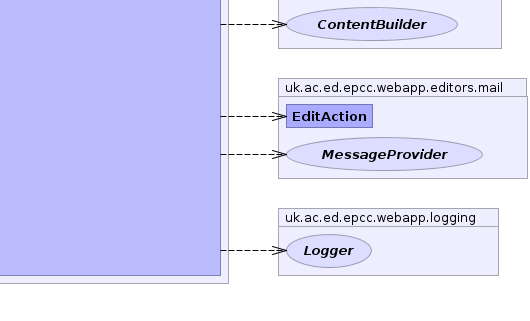 ContentBuilder
uk.ac.ed.epcc.webapp.editors.mail
EditAction
MessageProvider
uk.ac.ed.epcc.webapp.logging
Logger